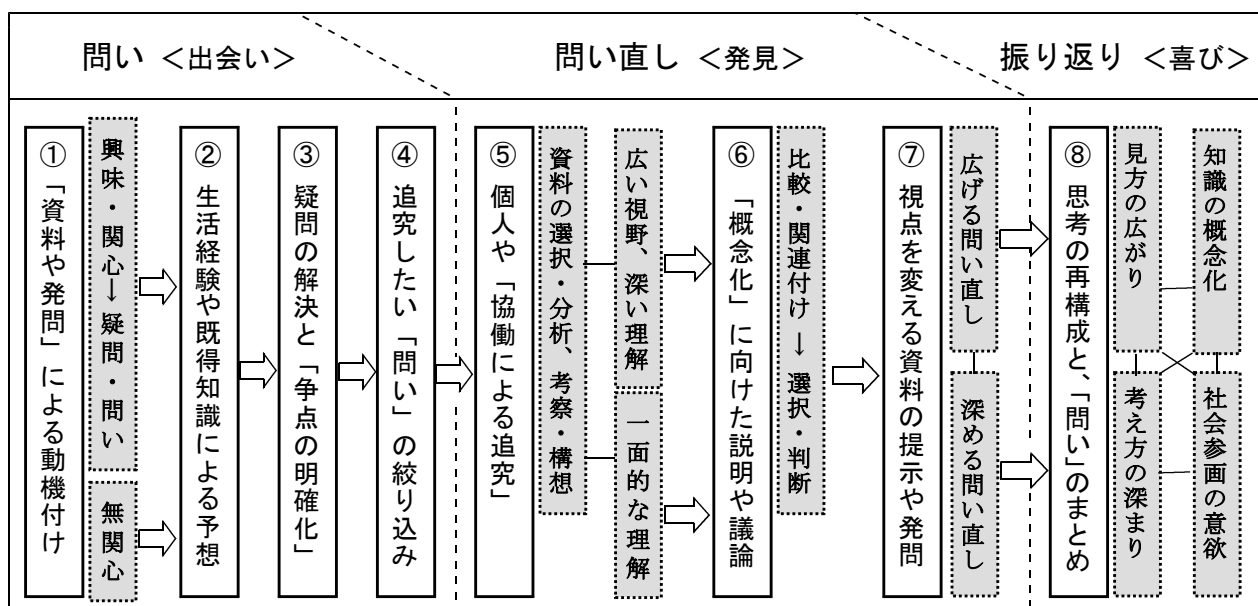 問い <出会い>
問い直し <発見>
振り返り <喜び>
①「資料や発問」による動機付け
興味・関心→疑問・問い
無関心
②生活経験や既得知識による予想
③疑問の解決と「争点の明確化」
④追究したい「問い」の絞り込み
⑤個人や「協働による追究」
資料の選択・分析、考察・構想
広い視野、深い理解
一面的な理解
⑥「概念化」に向けた説明や議論
比較・関連付け→選択・判断
⑦視点を変える資料の提示や発問
広げる問い直し
深める問い直し
⑧思考の再構成と、「問い」のまとめ
見方の広がり
考え方の深まり
知識の概念化
社会参画の意欲